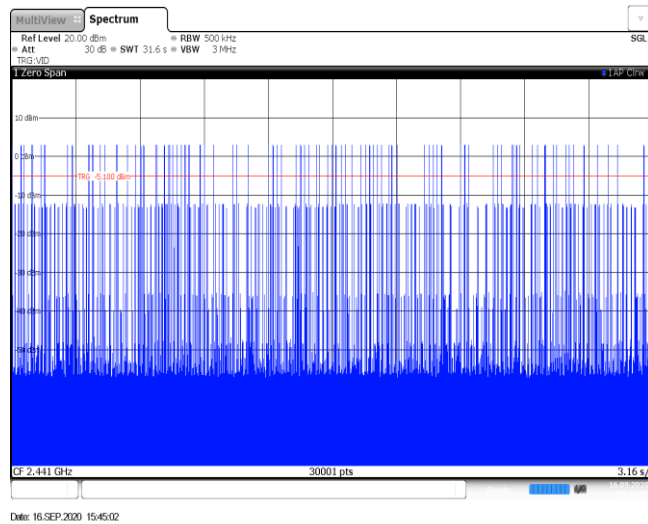 MultiView Spectrum
Ref Level 20.00 dBm RBW 500 kHz SGL
Att 30 dB SWT 31.6 s VBW 3 MHz
TRG:VID
1 Zero Span 1AP Clrw
10 dBm
0 dBm
TRG -5.100 dBm
-10 dBm
-20 dBm
-30 dBm
-40 dBm
-50 dBm
CF 2.441 GHz 30001 pts 3.16 s/
16.09.2020
Date: 16.SEP.2020 15:45:02